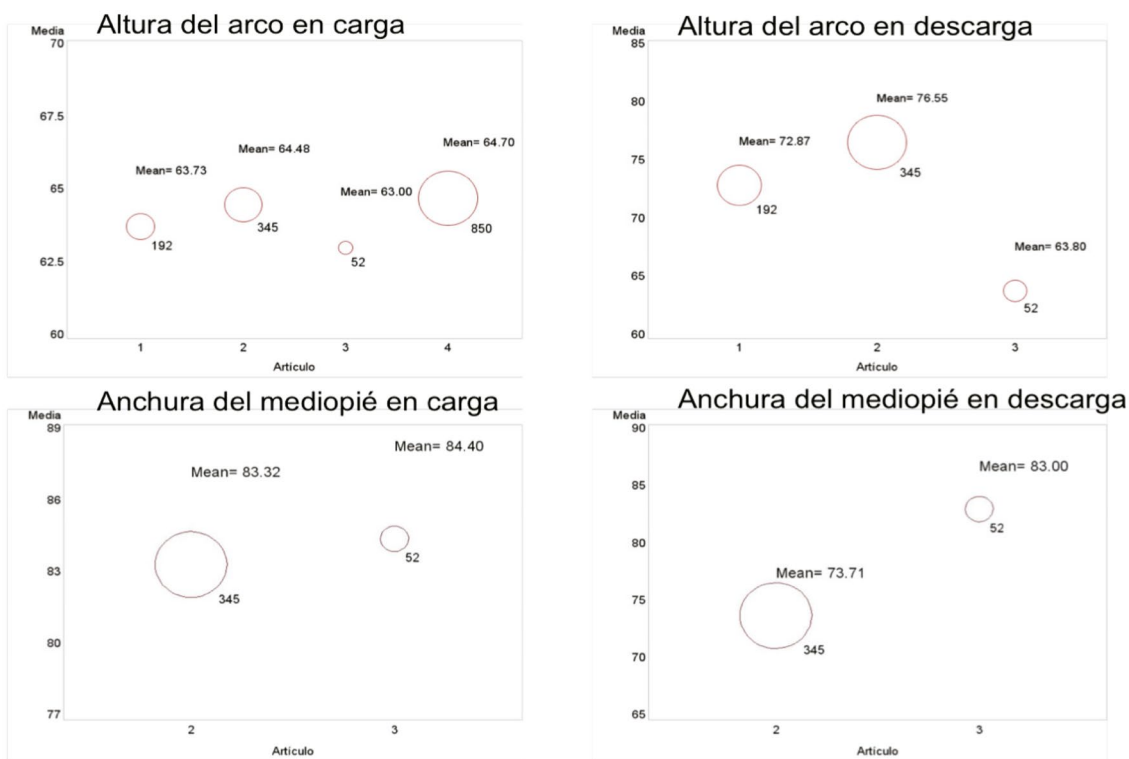 Altura del arco en carga
Media
70
67.5
65
62.5
60
Mean= 63.73
192
Mean= 64.48
345
Mean= 63.00
52
Mean= 64.70
850
1 2 3 4
Artículo
Altura del arco en descarga
Media
85
80
75
70
65
60
Mean= 72.87
192
Mean= 76.55
345
Mean= 63.80
52
1 2 3
Artículo
Anchura del mediopié en carga
Media
89
86
83
80
77
Mean= 83.32
345
Mean= 84.40
52
2 3
Artículo
Anchura del mediopié en descarga
Media
90
85
80
75
70
65
Mean= 73.71
345
Mean= 83.00
52
2 3
Artículo